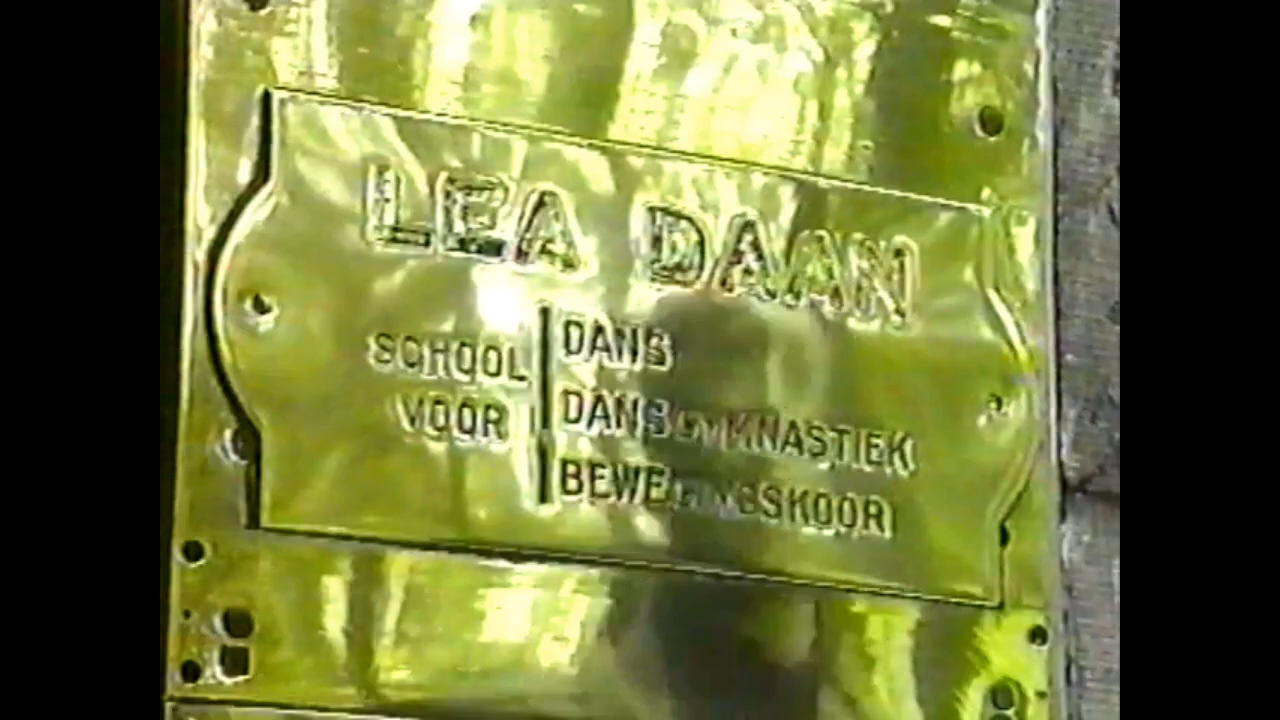 LEA DAAN
SCHOOL VOOR
DANS
DANSGYMNASTIEK
BEWEGINGSKOOR